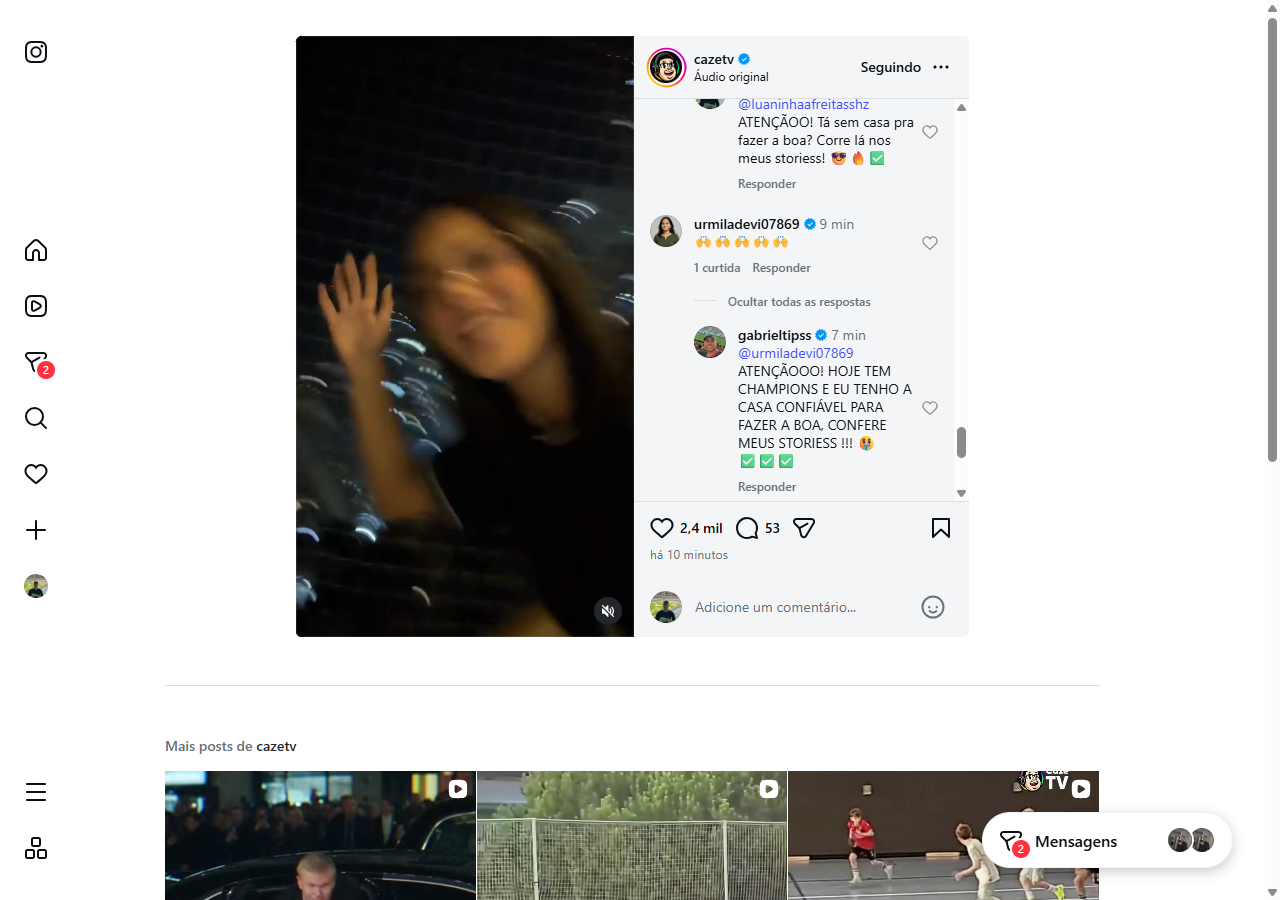 cazetv
Áudio original
Seguindo
@luaninhaafreitasshz
ATENÇÃOO! Tá sem casa pra
fazer a boa? Corre lá nos
meus storiess! 😎 🔥 ✅
Responder
urmiladevi07869 9 min
🙌 🙌 🙌 🙌 🙌
1 curtida Responder
Ocultar todas as respostas
gabrieltipss 7 min
@urmiladevi07869
ATENÇÃOOO! HOJE TEM
CHAMPIONS E EU TENHO A
CASA CONFIÁVEL PARA
FAZER A BOA, CONFERE
MEUS STORIESS !!! 🤑
✅ ✅ ✅
Responder
2,4 mil 53
há 10 minutos
Adicione um comentário...
2
Mais posts de cazetv
Caze
TV
2
Mensagens